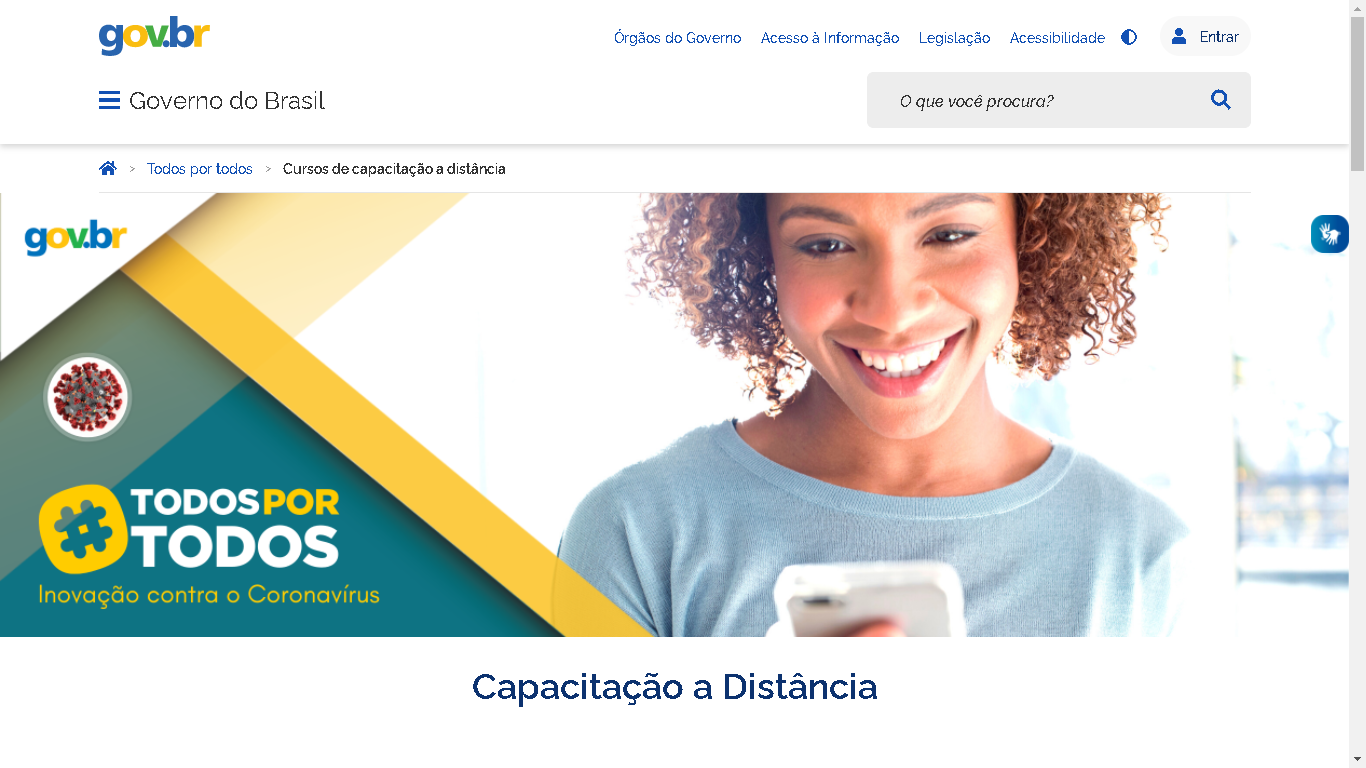 gov.br
Órgãos do Governo Acesso à Informação Legislação Acessibilidade Entrar
Governo do Brasil
O que você procura?
> Todos por todos > Cursos de capacitação a distância
gov.br
# TODOS POR
TODOS
Inovação contra o Coronavírus
Capacitação a Distância